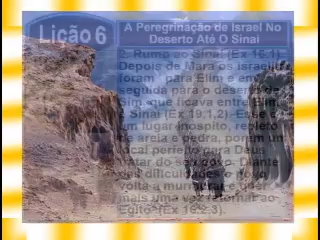 Lição 6
A Peregrinação de Israel No
Deserto Até O Sinai
2. Rumo ao Sinai (Ex 16.1)-
Depois de Mara os israelitas
foram para Elim e em
seguida para o deserto de
Sim, que ficava entre Elim
e Sinai (Ex 19.1,2). Esse é
um lugar inóspito, repleto
de areia e pedra, porém um
local perfeito para Deus
tratar do seu povo. Diante
das dificuldades o povo
volta a murmurar e quer
mais uma vez retornar ao
Egito (Ex 16.2,3).